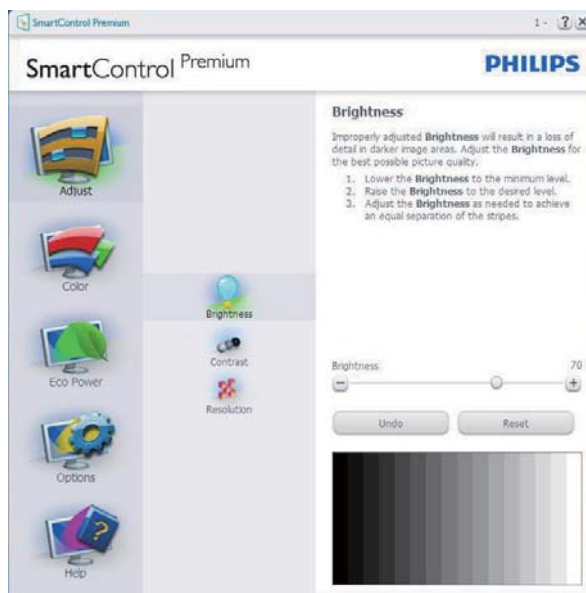 SmartControl Premium
1 - ? X
SmartControl Premium
PHILIPS
Adjust
Color
Eco Power
Options
?
Help
Brightness
Contrast
Resolution
Brightness
Improperly adjusted Brightness will result in a loss of
detail in darker image areas. Adjust the Brightness for
the best possible picture quality.
1. Lower the Brightness to the minimum level.
2. Raise the Brightness to the desired level.
3. Adjust the Brightness as needed to achieve
an equal separation of the stripes.
Brightness 70
- +
Undo Reset